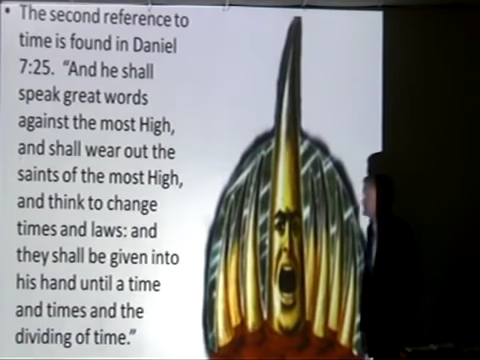 • The second reference to
time is found in Daniel
7:25. “And he shall
speak great words
against the most High,
and shall wear out the
saints of the most High,
and think to change
times and laws: and
they shall be given into
his hand until a time
and times and the
dividing of time.”